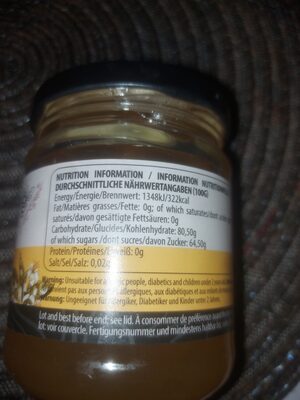 NUTRITION INFORMATION / INFORMATION
DURCHSCHNITTLICHE NÄHRWERTANGABEN (100G)
Energy/Énergie/Brennwert: 1348kJ/322kcal
Fat/Matières grasses/Fette: 0g; of which saturates/dont
saturés/davon gesättigte Fettsäuren: 0g
Carbohydrate/Glucides/Kohlenhydrate: 80,50g
of which sugars /dont sucres/davon Zucker: 64,50g
Protein/Protéines/Eiweiß: 0g
Salt/Sel/Salz: 0,02g
Warning: Unsuitable for allergic people, diabetics and children under 2
pas aux personnes allergiques, aux diabétiques et aux enfants
Warnung: Ungeeignet für Allergiker, Diabetiker und Kinder unter 2 Jahren.
Lot and best before end: see lid. A consommer de préférence avant
lot: voir couvercle. Fertigungsnummer und mindestens haltbar